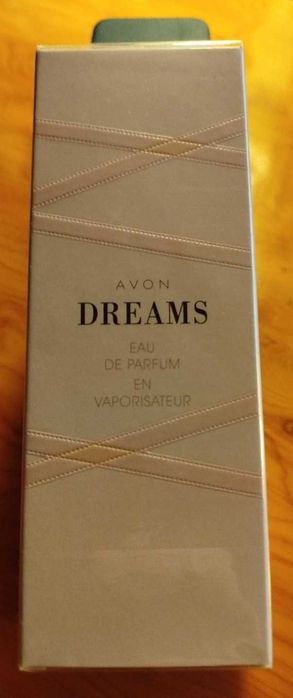 AVON
DREAMS
EAU
DE PARFUM
EN
VAPORISATEUR